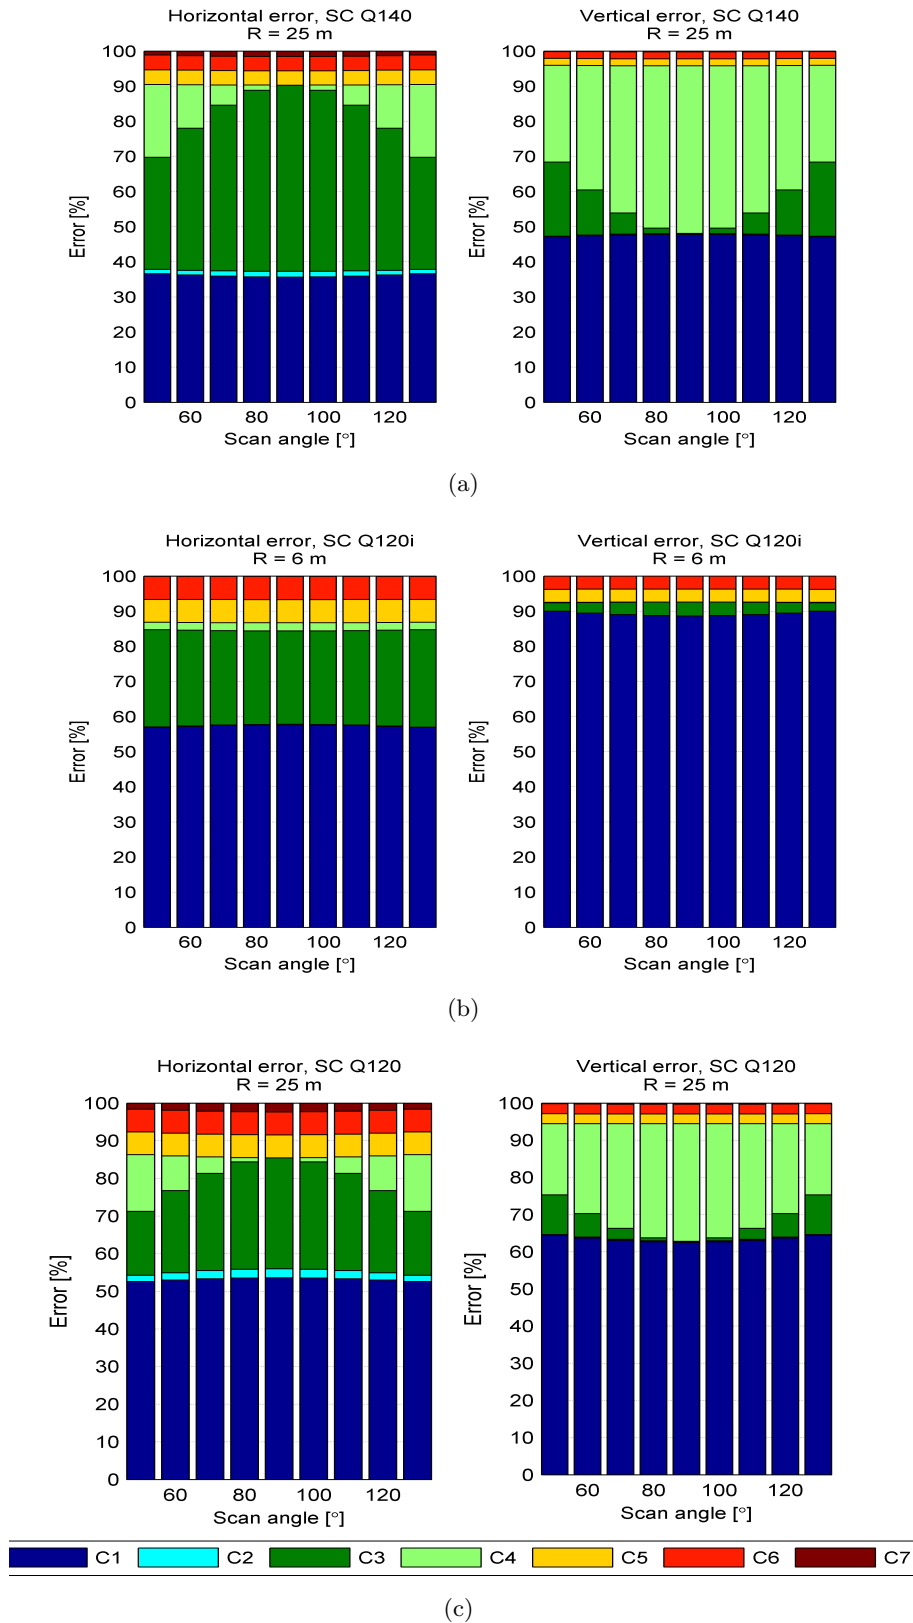 Horizontal error, SC Q140
R = 25 m
100
90
80
70
60
50
40
30
20
10
0
Error [%]
60 80 100 120
Scan angle [°]
Vertical error, SC Q140
R = 25 m
100
90
80
70
60
50
40
30
20
10
0
Error [%]
60 80 100 120
Scan angle [°]
(a)
Horizontal error, SC Q120i
R = 6 m
100
90
80
70
60
50
40
30
20
10
0
Error [%]
60 80 100 120
Scan angle [°]
Vertical error, SC Q120i
R = 6 m
100
90
80
70
60
50
40
30
20
10
0
Error [%]
60 80 100 120
Scan angle [°]
(b)
Horizontal error, SC Q120
R = 25 m
100
90
80
70
60
50
40
30
20
10
0
Error [%]
60 80 100 120
Scan angle [°]
Vertical error, SC Q120
R = 25 m
100
90
80
70
60
50
40
30
20
10
0
Error [%]
60 80 100 120
Scan angle [°]
C1 C2 C3 C4 C5 C6 C7
(c)